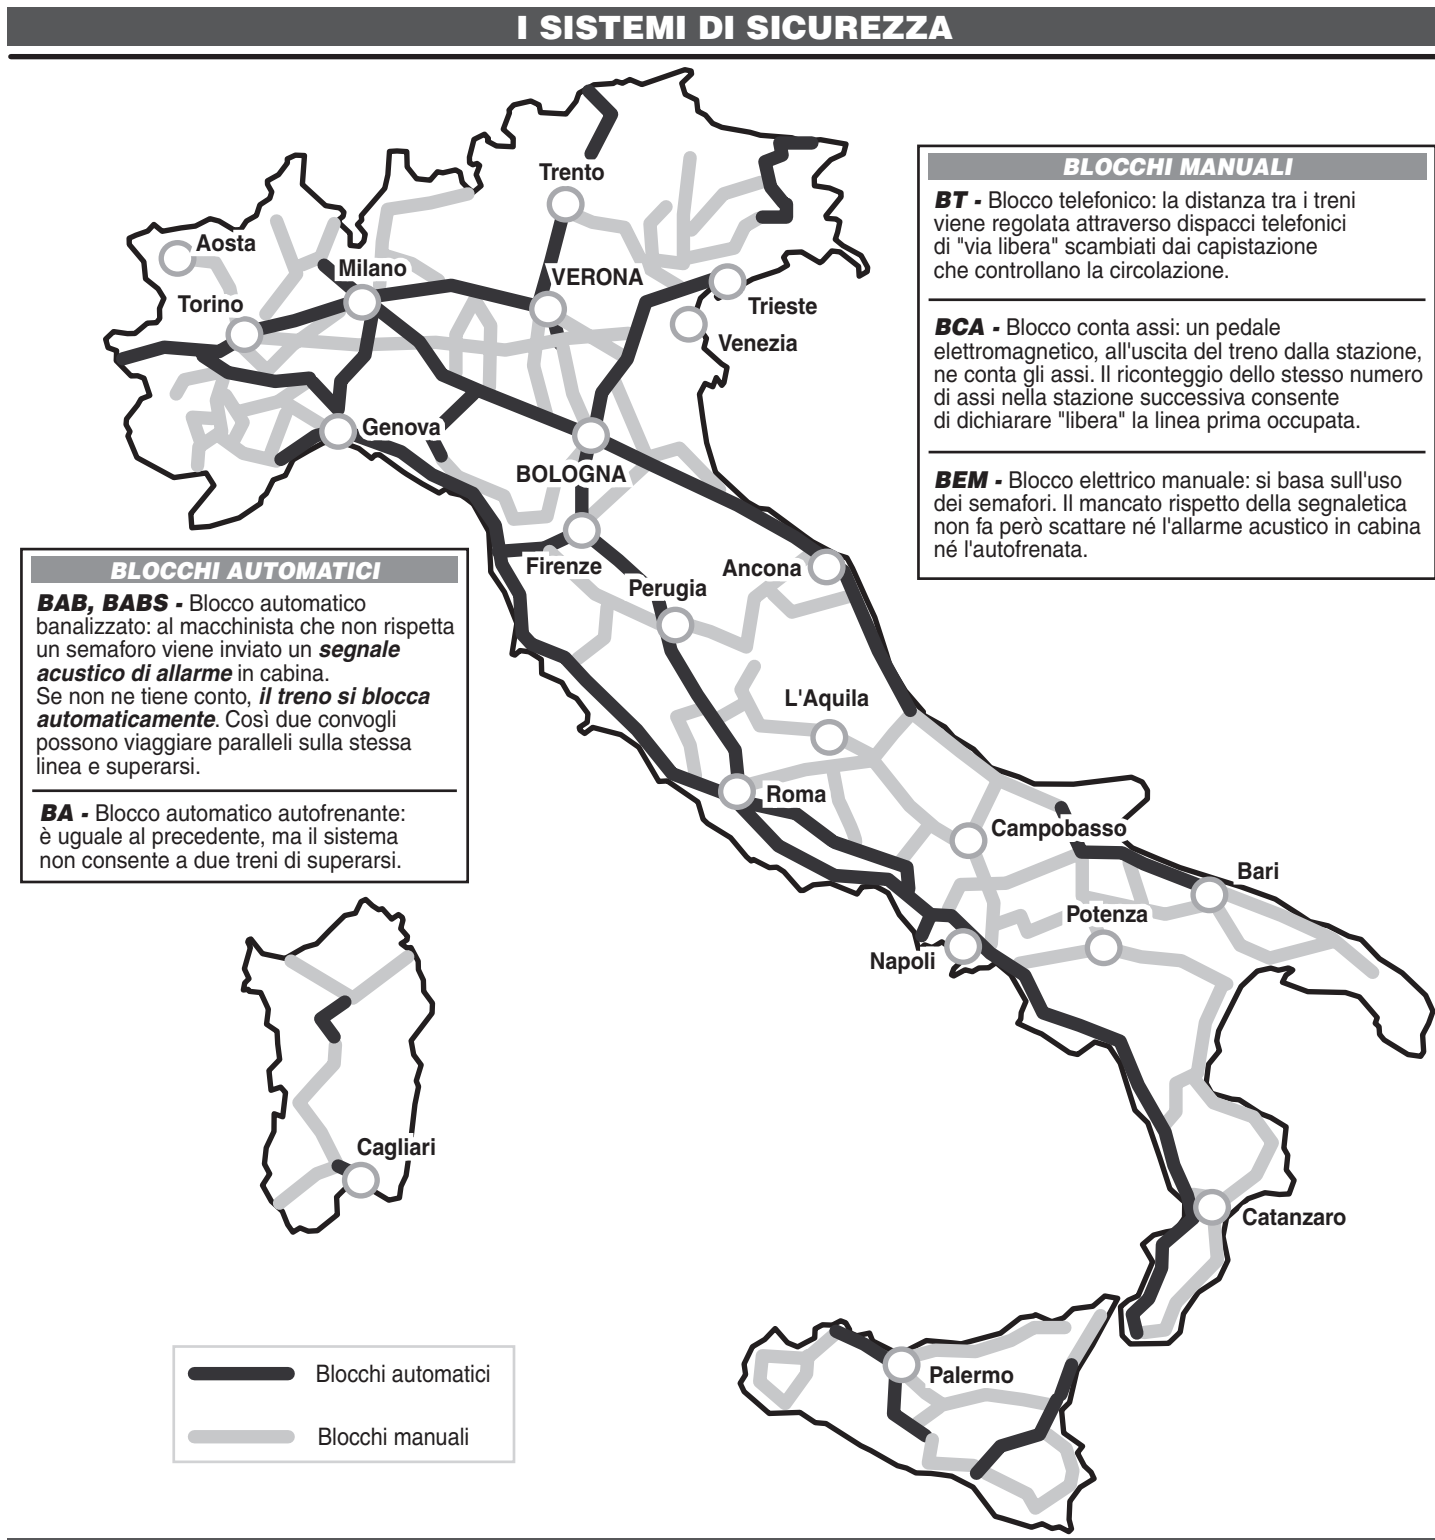 I SISTEMI DI SICUREZZA
BLOCCHI MANUALI
BT - Blocco telefonico: la distanza tra i treni
viene regolata attraverso dispacci telefonici
di "via libera" scambiati dai capistazione
che controllano la circolazione.
BCA - Blocco conta assi: un pedale
elettromagnetico, all'uscita del treno dalla stazione,
ne conta gli assi. Il riconteggio dello stesso numero
di assi nella stazione successiva consente
di dichiarare "libera" la linea prima occupata.
BEM - Blocco elettrico manuale: si basa sull'uso
dei semafori. Il mancato rispetto della segnaletica
non fa però scattare né l'allarme acustico in cabina
né l'autofrenata.
Trento
Aosta
Milano
VERONA
Torino
Trieste
Venezia
Genova
BOLOGNA
Firenze
Ancona
Perugia
L'Aquila
Roma
Campobasso
Bari
Potenza
Napoli
Cagliari
Catanzaro
Palermo
BLOCCHI AUTOMATICI
BAB, BABS - Blocco automatico
banalizzato: al macchinista che non rispetta
un semaforo viene inviato un segnale
acustico di allarme in cabina.
Se non ne tiene conto, il treno si blocca
automaticamente. Così due convogli
possono viaggiare paralleli sulla stessa
linea e superarsi.
BA - Blocco automatico autofrenante:
è uguale al precedente, ma il sistema
non consente a due treni di superarsi.
Blocchi automatici
Blocchi manuali